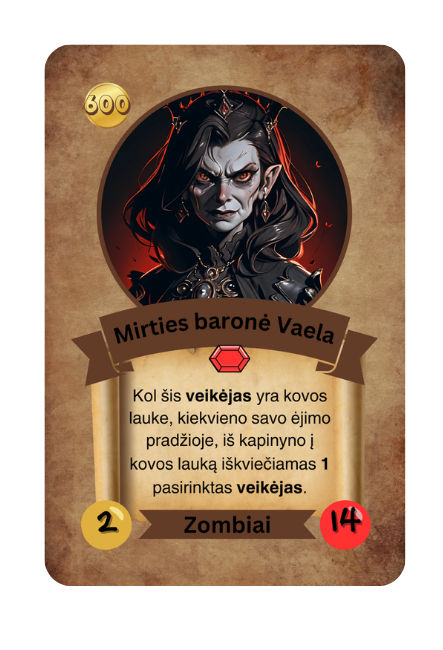 600
Mirties baronė Vaela
Kol šis veikėjas yra kovos
lauke, kiekvieno savo ėjimo
pradžioje, iš kapinyno į
kovos lauką iškviečiamas 1
pasirinktas veikėjas.
2
Zombiai
14